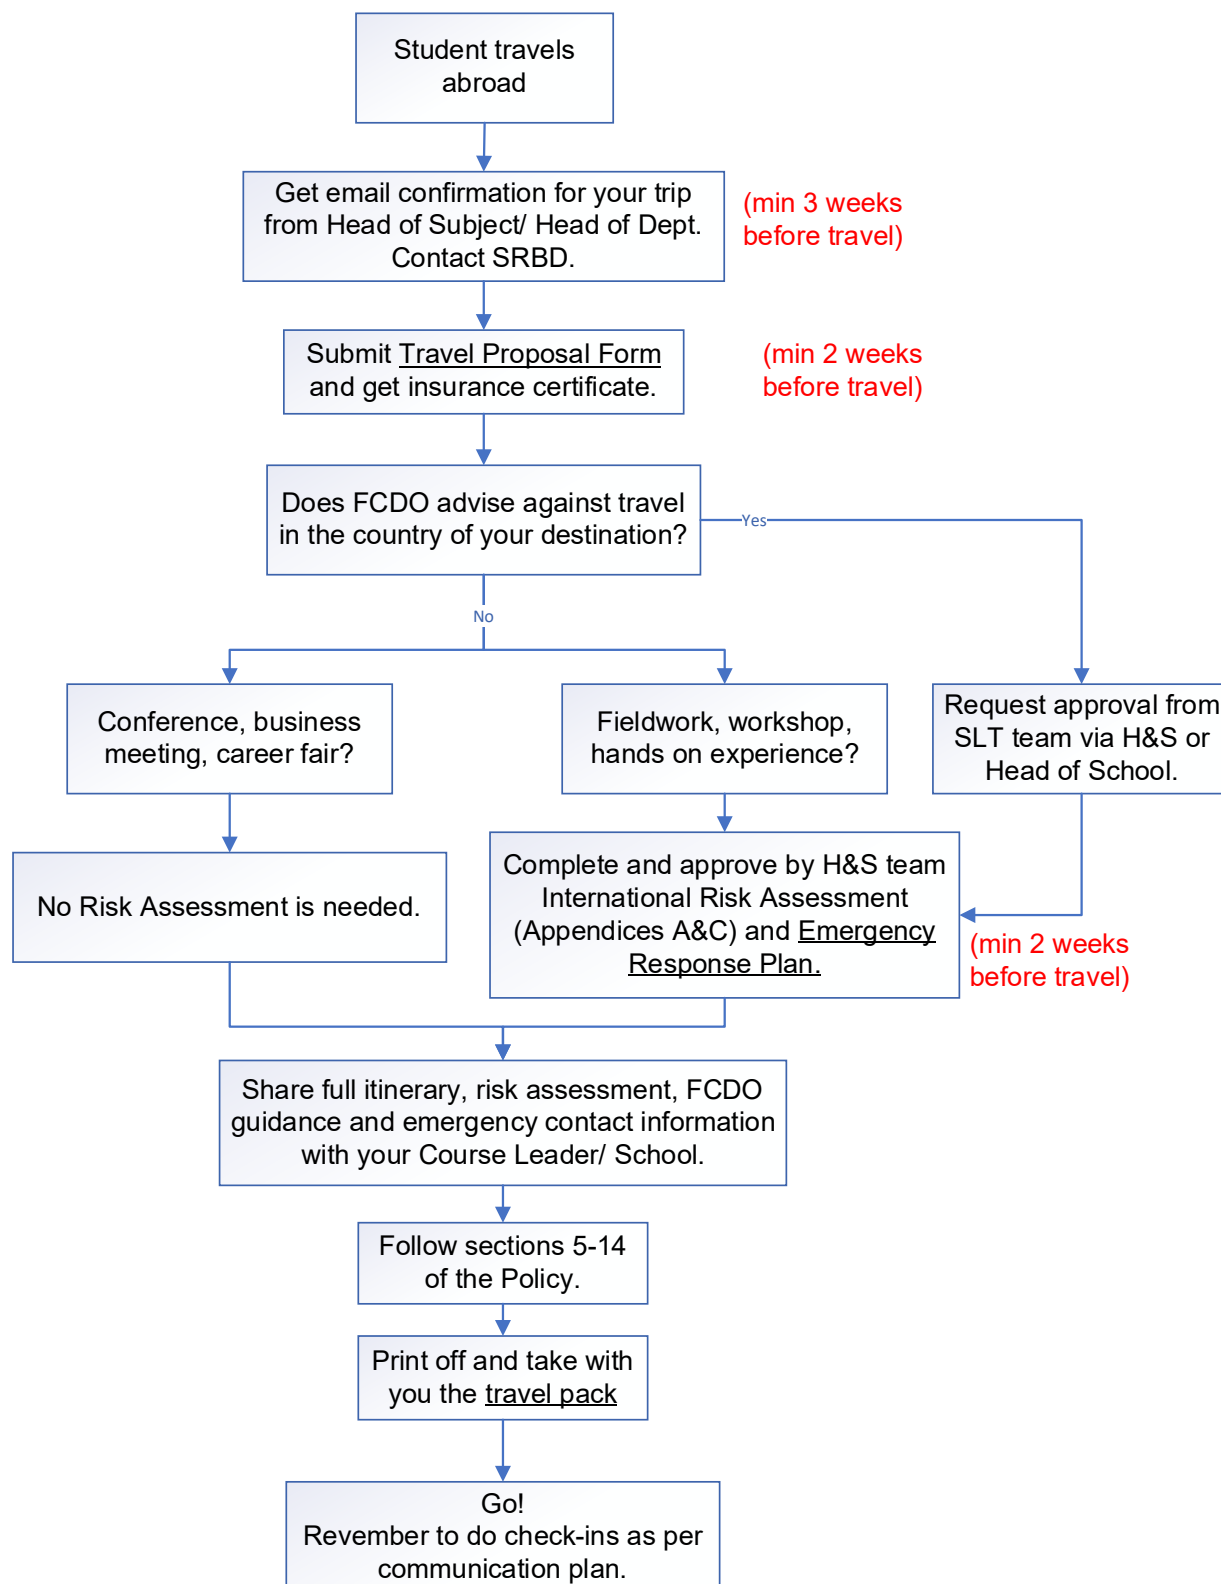 Student travels
abroad
Get email confirmation for your trip
from Head of Subject/ Head of Dept.
Contact SRBD.
(min 3 weeks
before travel)
Submit Travel Proposal Form
and get insurance certificate.
(min 2 weeks
before travel)
Does FCDO advise against travel
in the country of your destination?
Yes
No
Conference, business
meeting, career fair?
Fieldwork, workshop,
hands on experience?
Request approval from
SLT team via H&S or
Head of School.
No Risk Assessment is needed.
Complete and approve by H&S team
International Risk Assessment
(Appendices A&C) and Emergency
Response Plan.
(min 2 weeks
before travel)
Share full itinerary, risk assessment, FCDO
guidance and emergency contact information
with your Course Leader/ School.
Follow sections 5-14
of the Policy.
Print off and take with
you the travel pack
Go!
Revember to do check-ins as per
communication plan.